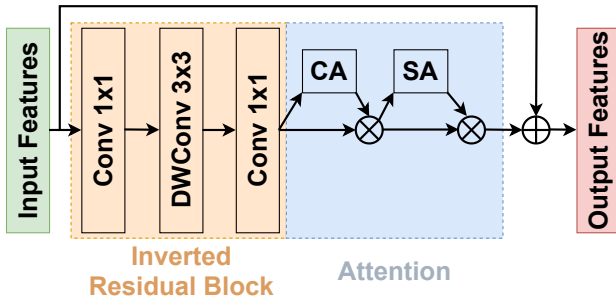 Input Features
Conv 1x1
DWConv 3x3
Conv 1x1
CA
SA
Output Features
Inverted
Residual Block
Attention